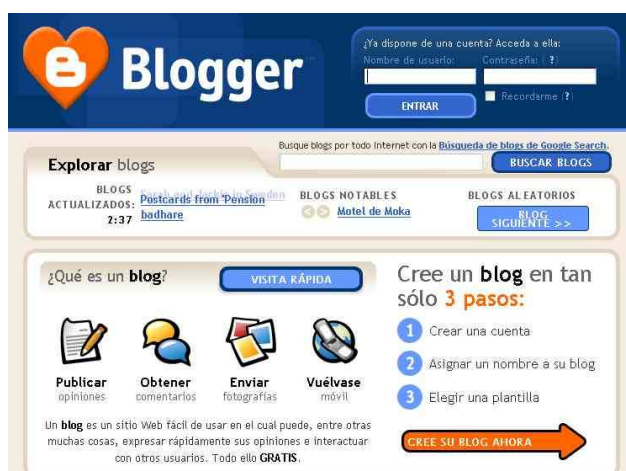 Blogger
¿Ya dispone de una cuenta? Acceda a ella:
Nombre de usuario: Contraseña: ( ? )
ENTRAR
Recordarme (?)
Busque blogs por todo Internet con la Búsqueda de blogs de Google Search.
Explorar blogs
BUSCAR BLOGS
BLOGS ACTUALIZADOS:
2:37
Postcards from "Pension
badhare
BLOGS NOTABLES
Motel de Moka
BLOGS ALEATORIOS
BLOG
SIGUIENTE >>
¿Qué es un blog?
VISITA RÁPIDA
Publicar
opiniones
Obtener
comentarios
Enviar
fotografías
Vuélvase
móvil
Un blog es un sitio Web fácil de usar en el cual puede, entre otras
muchas cosas, expresar rápidamente sus opiniones e interactuar
con otros usuarios. Todo ello GRATIS.
Cree un blog en tan
sólo 3 pasos:
1 Crear una cuenta
2 Asignar un nombre a su blog
3 Elegir una plantilla
CREE SU BLOG AHORA